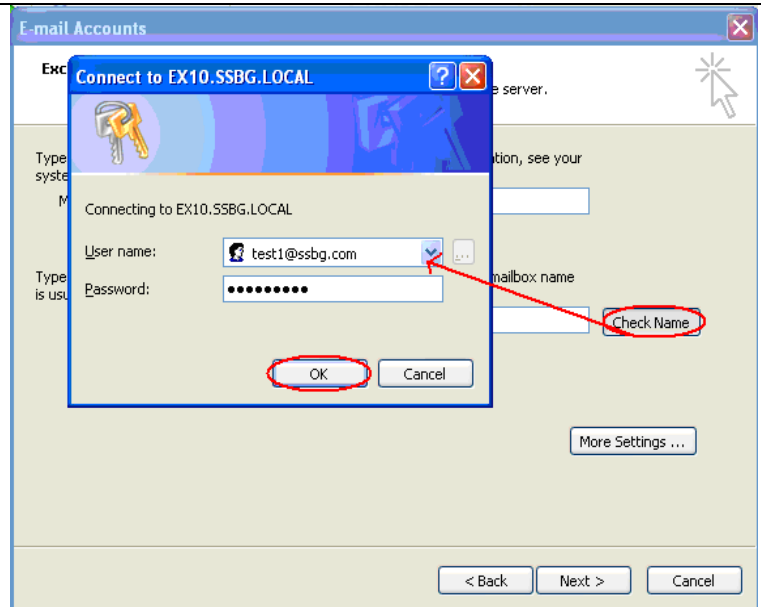 E-mail Accounts
Exc
e server.
Connect to EX10.SSBG.LOCAL
Type
ation, see your
syste
M
Connecting to EX10.SSBG.LOCAL
User name:
test1@ssbg.com
...
Type
mailbox name
is usu
Password:
•••••••••
Check Name
OK
Cancel
More Settings ...
< Back
Next >
Cancel